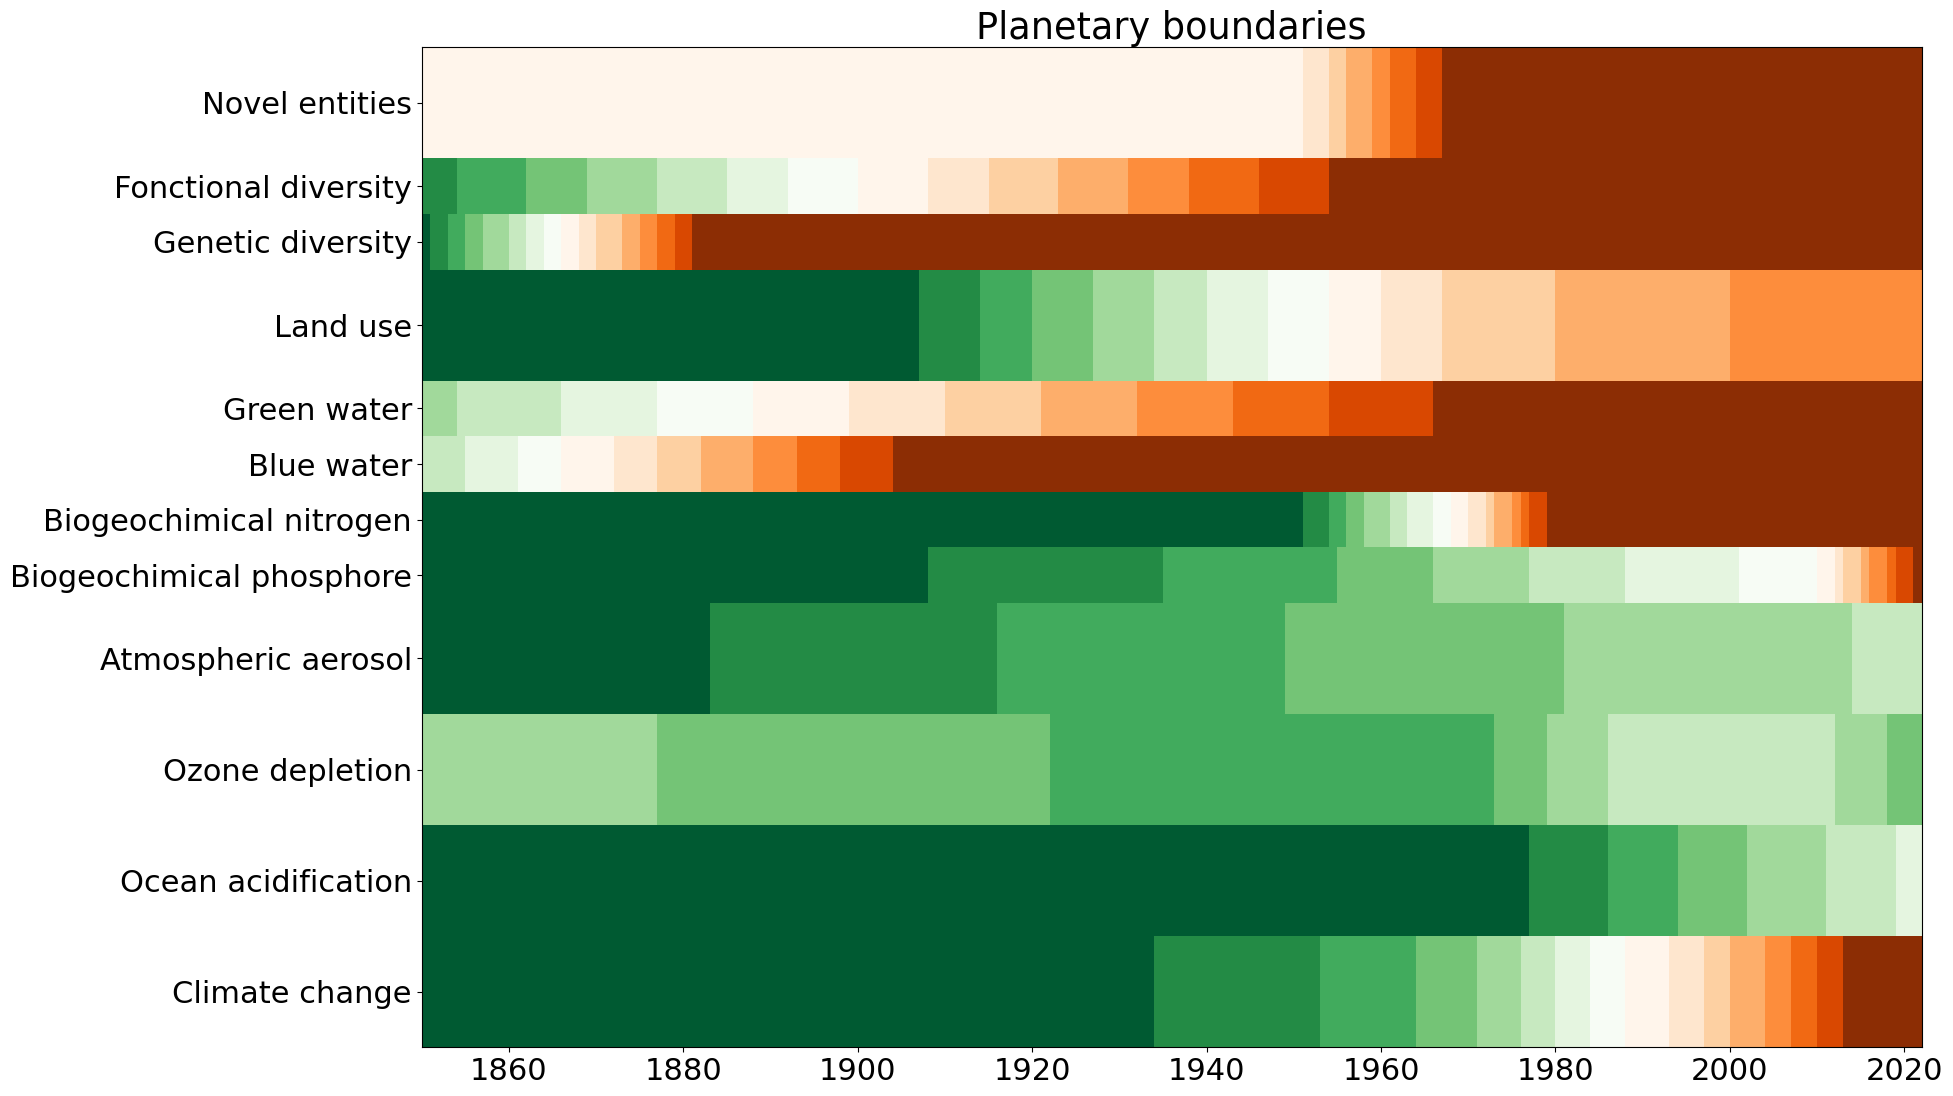 Planetary boundaries
Novel entities
Fonctional diversity
Genetic diversity
Land use
Green water
Blue water
Biogeochimical nitrogen
Biogeochimical phosphore
Atmospheric aerosol
Ozone depletion
Ocean acidification
Climate change
1860 1880 1900 1920 1940 1960 1980 2000 2020